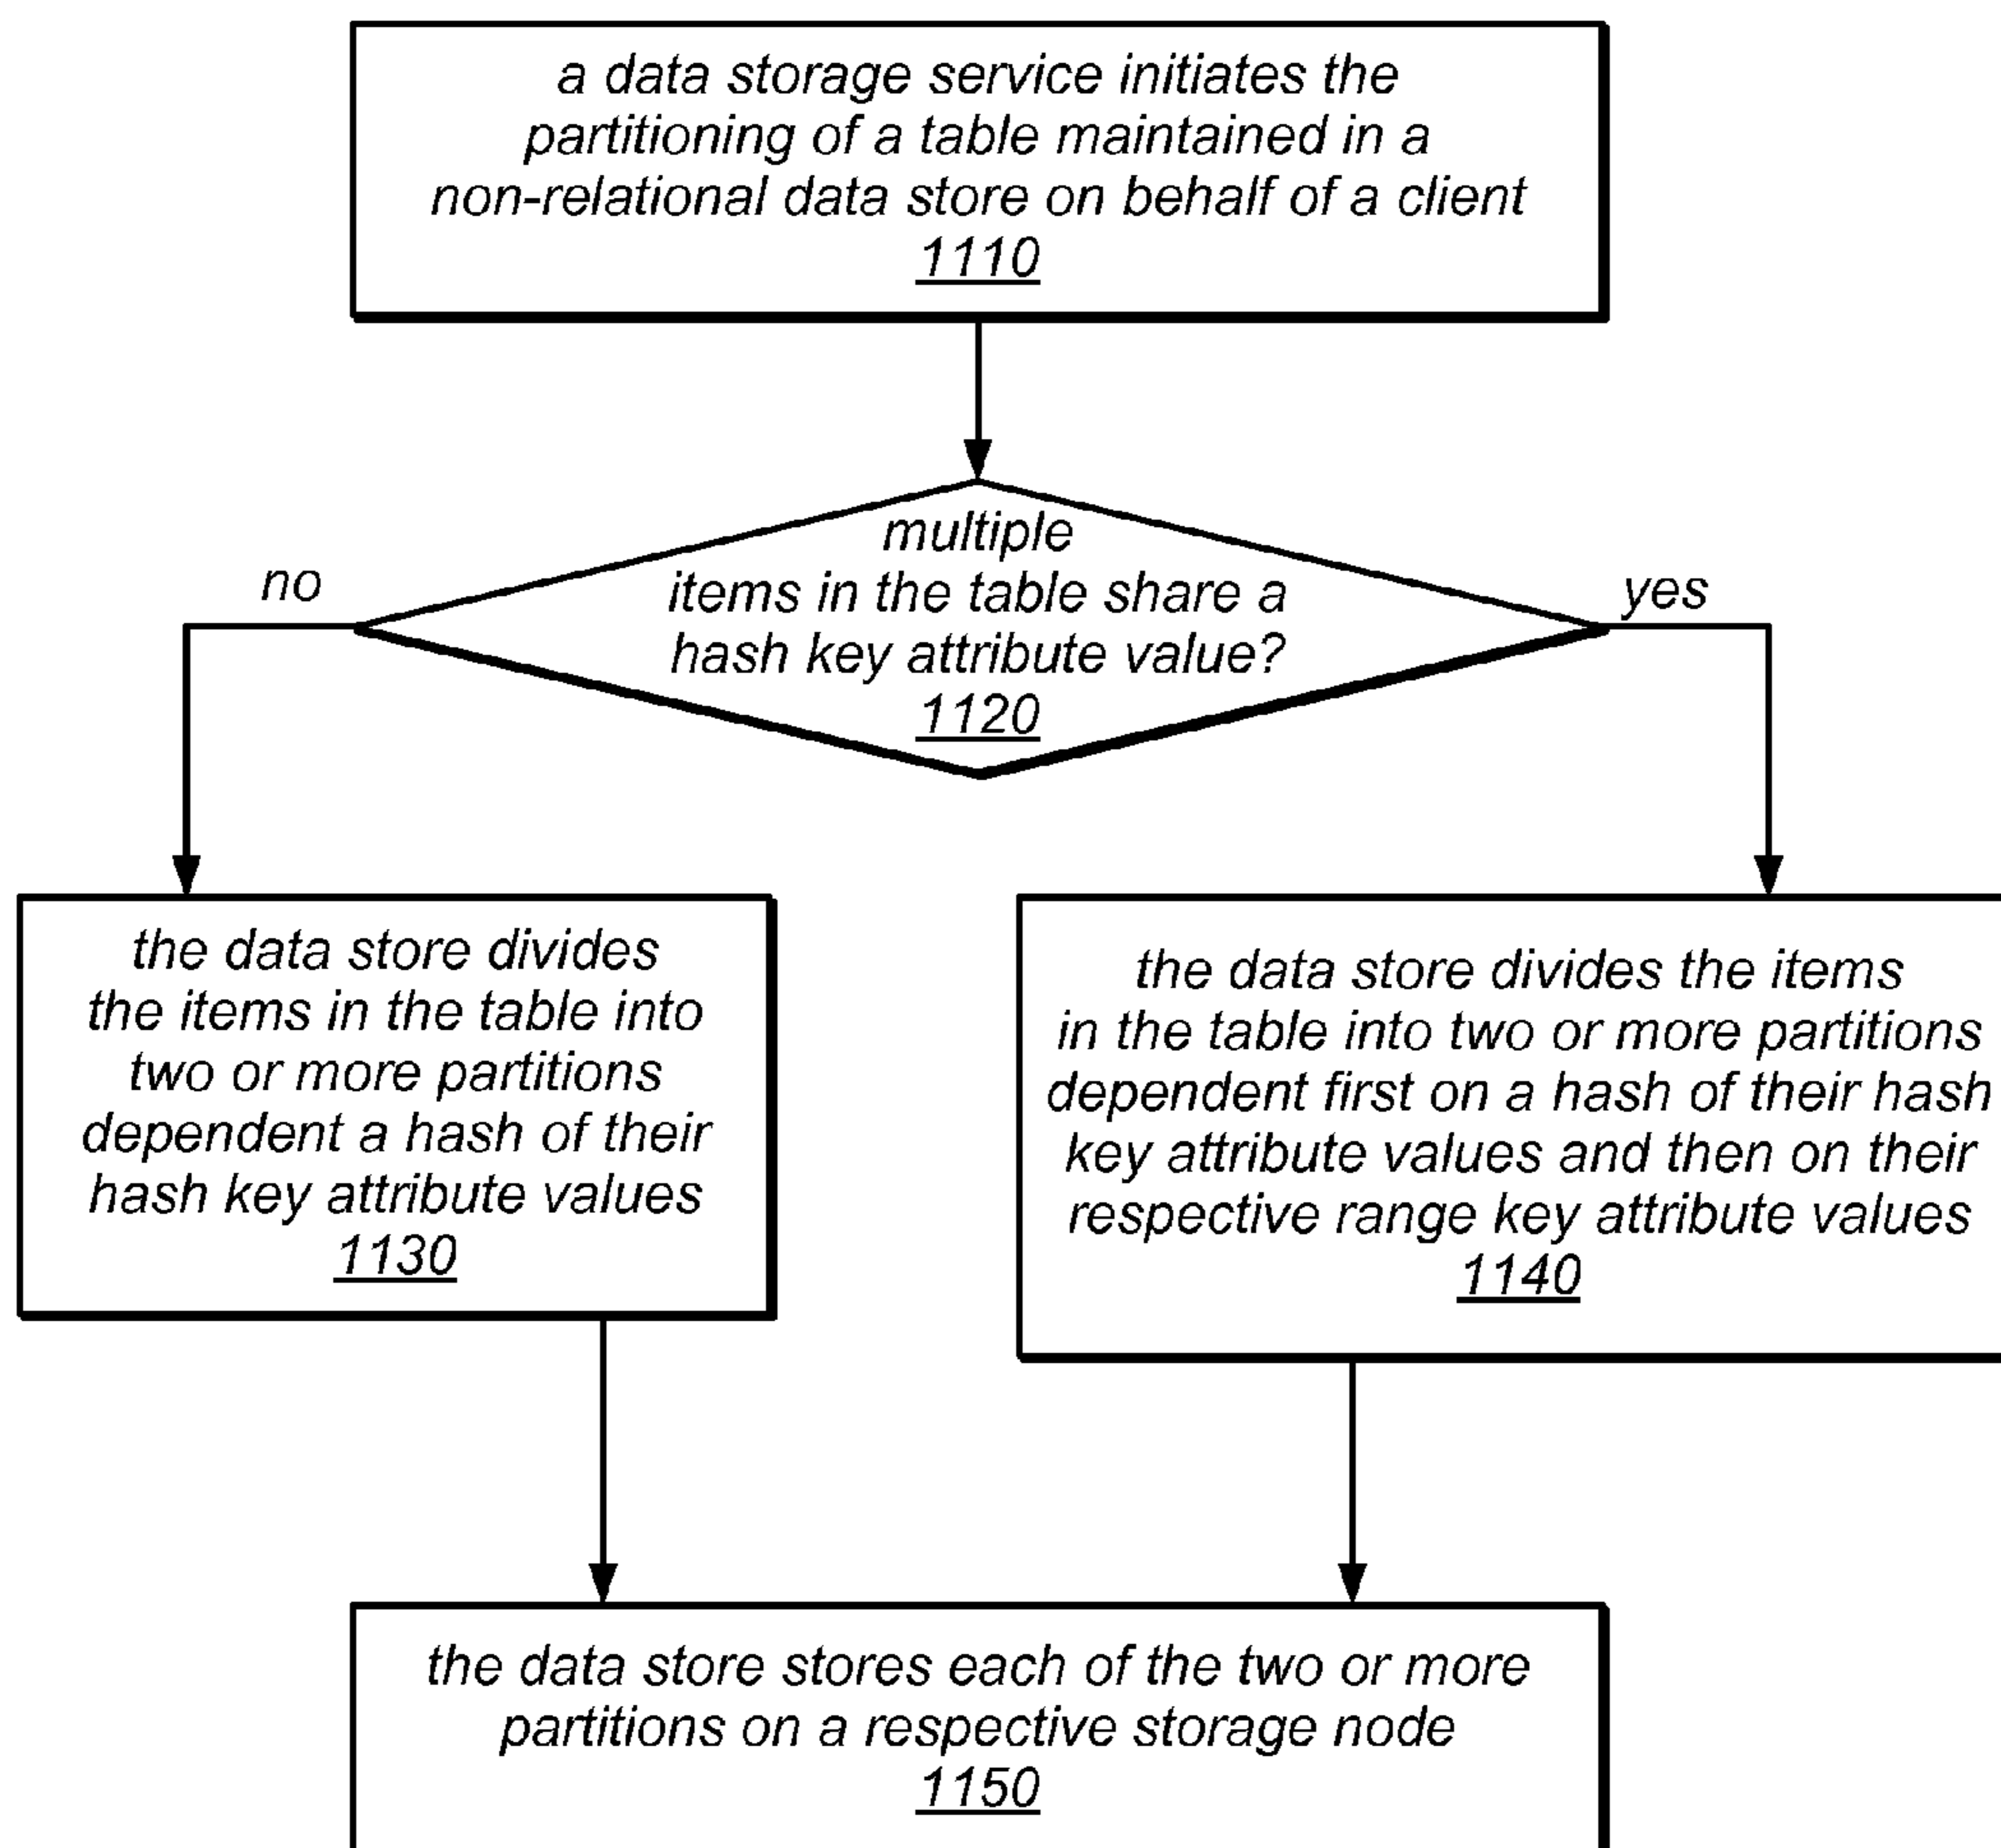 a data storage service initiates the
partitioning of a table maintained in a
non-relational data store on behalf of a client
1110
multiple
items in the table share a
hash key attribute value?
1120
no
yes
the data store divides
the items in the table into
two or more partitions
dependent a hash of their
hash key attribute values
1130
the data store divides the items
in the table into two or more partitions
dependent first on a hash of their hash
key attribute values and then on their
respective range key attribute values
1140
the data store stores each of the two or more
partitions on a respective storage node
1150